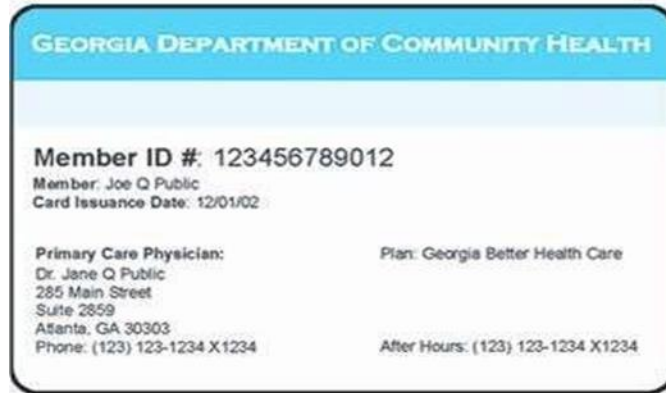 GEORGIA DEPARTMENT OF COMMUNITY HEALTH
Member ID #: 123456789012
Member: Joe Q Public
Card Issuance Date: 12/01/02
Primary Care Physician:
Dr. Jane Q Public
285 Main Street
Suite 2859
Atlanta, GA 30303
Phone: (123) 123-1234 X1234
Plan: Georgia Better Health Care
After Hours: (123) 123-1234 X1234